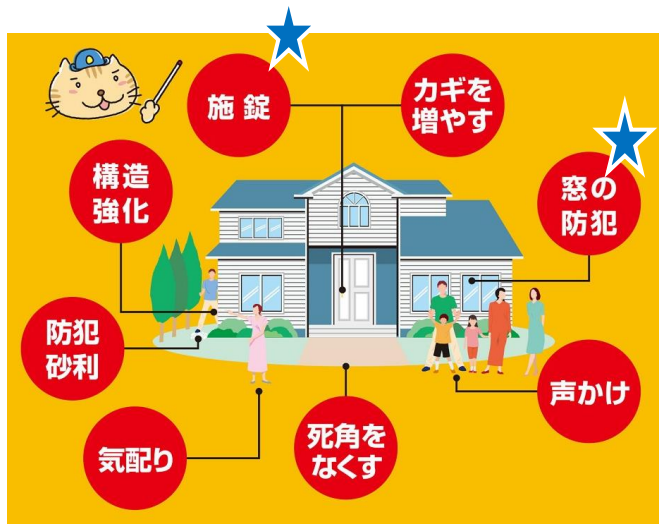 施錠
カギを
増やす
構造
強化
窓の
防犯
防犯
砂利
声かけ
気配り
死角を
なくす